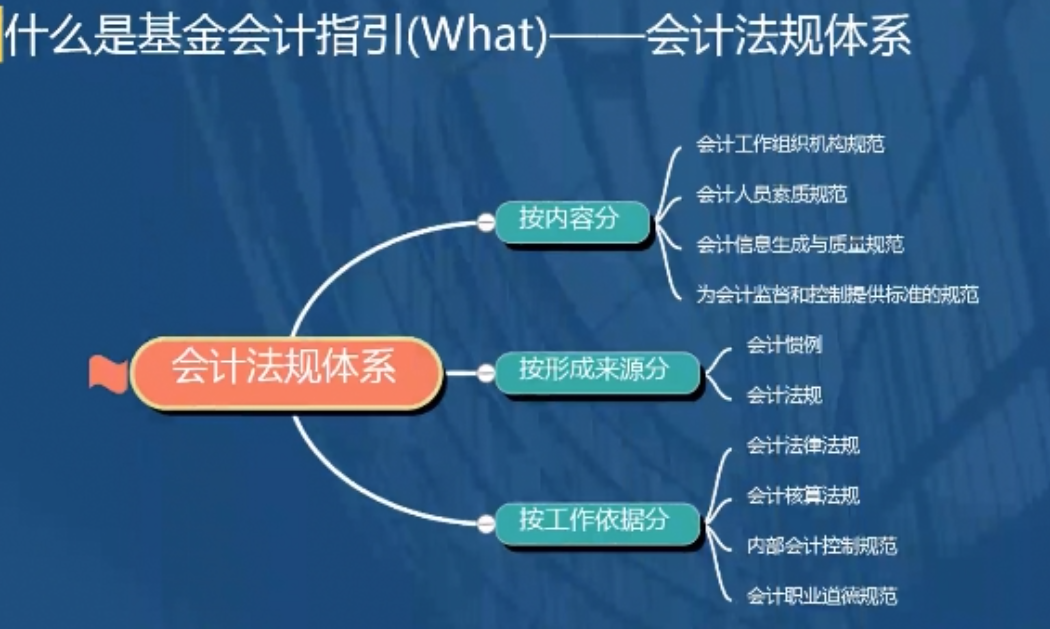 什么是基金会计指引(What)——会计法规体系
会计工作组织机构规范
会计人员素质规范
按内容分
会计信息生成与质量规范
为会计监督和控制提供标准的规范
会计惯例
会计法规体系
按形成来源分
会计法规
会计法律法规
会计核算法规
按工作依据分
内部会计控制规范
会计职业道德规范